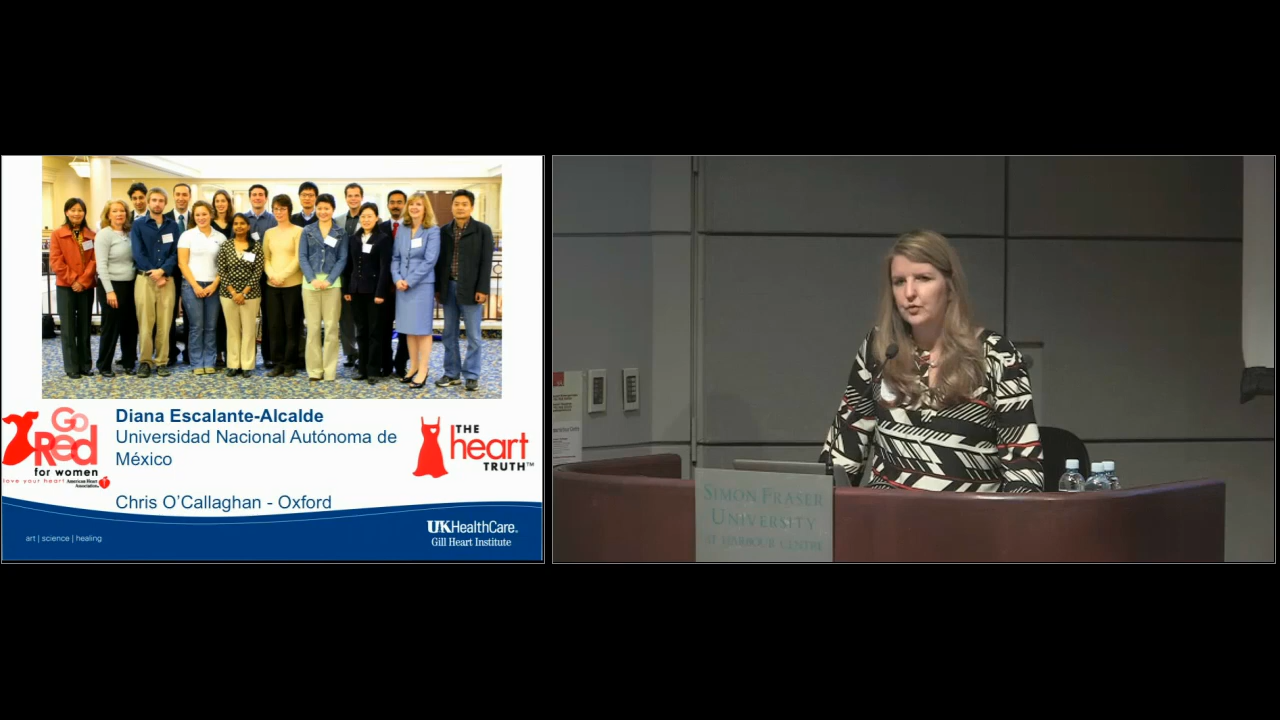 Go
Red
for women
love your heart
American Heart
Association
Diana Escalante-Alcalde
Universidad Nacional Autónoma de
México
Chris O'Callaghan - Oxford
THE
heart
TRUTH™
art | science | healing
UKHealthCare.
Gill Heart Institute
SIMON FRASER
UNIVERSITY
AT HARBOUR CENTRE